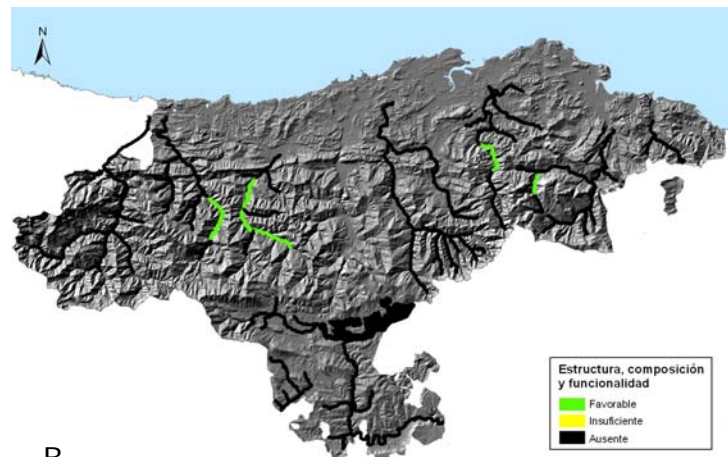 N
Estructura, composición
y funcionalidad
Favorable
Insuficiente
Ausente
B